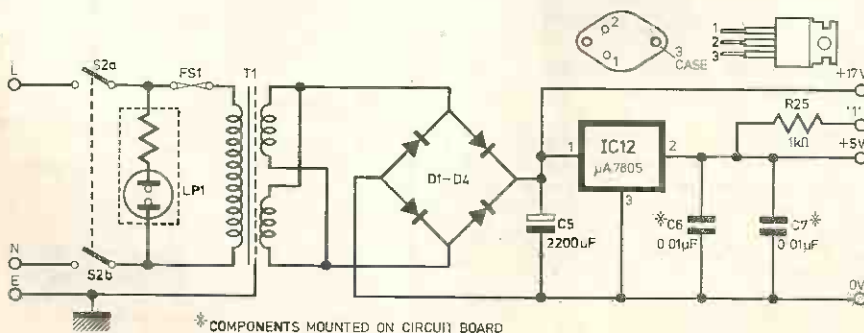 2
3
CASE
1
1
2
3
L
S2a
FS1
T1
+17V
R25
'1'
1kΩ
+5V
1
IC12
μA7805
2
3
LP1
D1–D4
C5
2200μF
*C6
0·01μF
C7*
0·01μF
N
S2b
E
0V
*COMPONENTS MOUNTED ON CIRCUIT BOARD